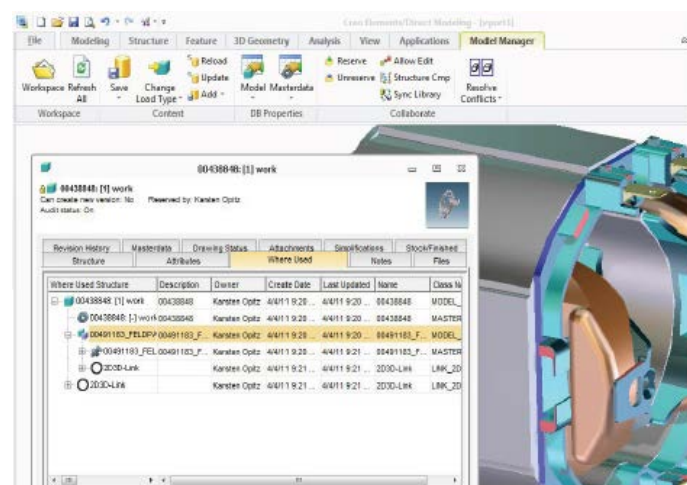 Creo Elements/Direct Modeling - [vport1]
File Modeling Structure Feature 3D Geometry Analysis View Applications Model Manager
Workspace Refresh All Save Change Load Type Reload Update Add Model Masterdata Reserve Unreserve Allow Edit Structure Cmp Sync Library Resolve Conflicts
Workspace Content DB Properties Collaborate
00438848: [1] work
00438848: [1] work
Can create new version: No Reserved by: Karsten Opitz
Audit status: On
Revision History Masterdata Drawing Status Attachments Simplifications Stock/Finished
Structure Attributes Where Used Notes Files
Where Used Structure Description Owner Create Date Last Updated Name Class N
00438848: [1] work 00438848 Karsten Opitz 4/4/11 9:20 ... 4/4/11 9:20 ... 00438848 MODEL_
00438848: [-] work 00438848 Karsten Opitz 4/4/11 9:20 ... 4/4/11 9:20 ... 00438848 MASTER
00491183_FELDPA 00491183_F... Karsten Opitz 4/4/11 9:20 ... 4/4/11 9:20 ... 00491183_F... MODEL_
00491183_FEL 00491183_F... Karsten Opitz 4/4/11 9:20 ... 4/4/11 9:20 ... 00491183_F... MASTER
2D3D-Link Karsten Opitz 4/4/11 9:21 ... 4/4/11 9:21 ... 2D3D-Link LINK_2D
2D3D-Link Karsten Opitz 4/4/11 9:21 ... 4/4/11 9:21 ... 2D3D-Link LINK_2D